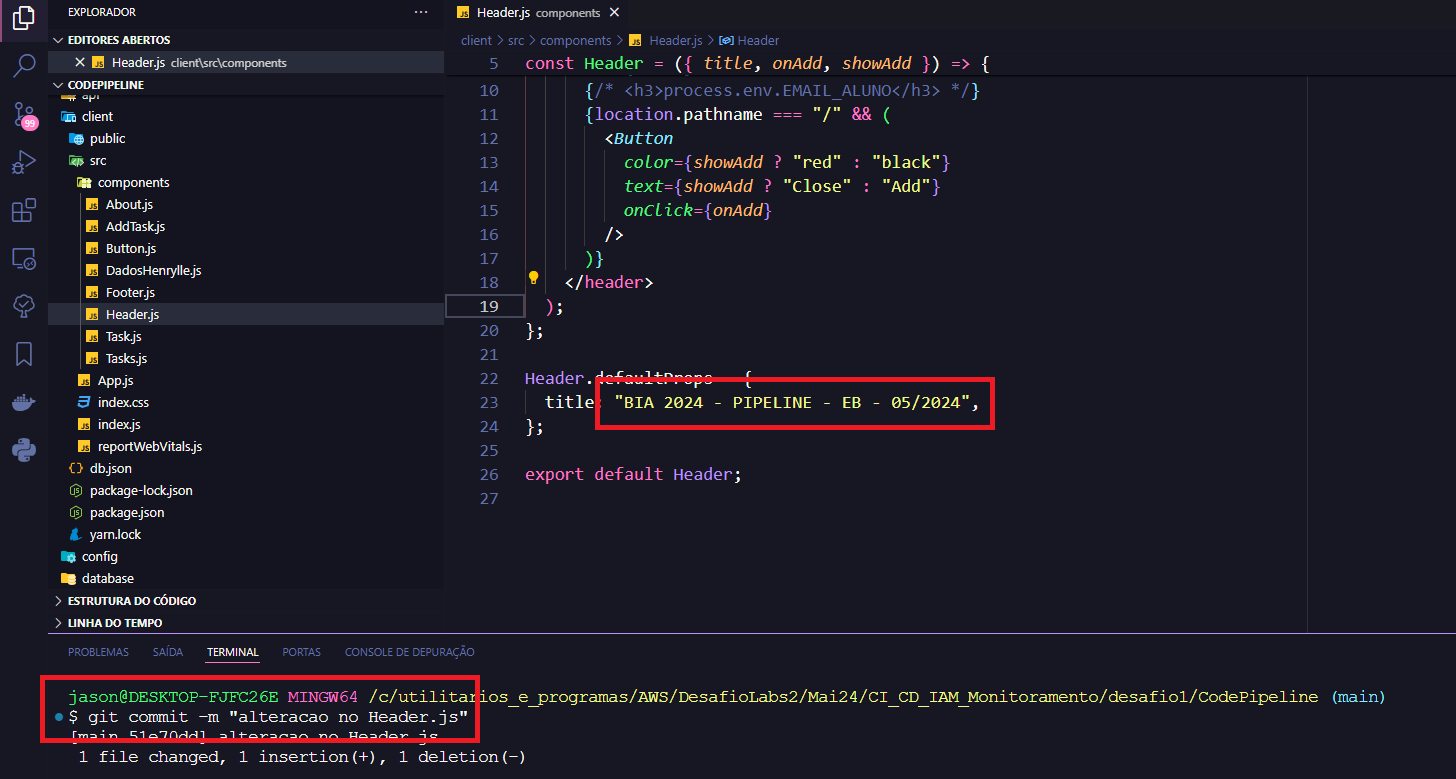 EXPLORADOR
EDITORES ABERTOS
Header.js client\src\components
CODEPIPELINE
api
client
public
src
components
About.js
AddTask.js
Button.js
DadosHenrylle.js
Footer.js
Header.js
Task.js
Tasks.js
App.js
index.css
index.js
reportWebVitals.js
db.json
package-lock.json
package.json
yarn.lock
config
database
ESTRUTURA DO CÓDIGO
LINHA DO TEMPO
99
Header.js components
client > src > components > Header.js > Header
5 const Header = ({ title, onAdd, showAdd }) => {
10 {/* <h3>process.env.EMAIL_ALUNO</h3> */}
11 {location.pathname === "/" && (
12 <Button
13 color={showAdd ? "red" : "black"}
14 text={showAdd ? "Close" : "Add"}
15 onClick={onAdd}
16 />
17 )}
18 </header>
19 );
20 };
21
22 Header.defaultProps = {
23 title: "BIA 2024 - PIPELINE - EB - 05/2024",
24 };
25
26 export default Header;
27
PROBLEMAS SAÍDA TERMINAL PORTAS CONSOLE DE DEPURAÇÃO
jason@DESKTOP-FJFC26E MINGW64 /c/utilitarios_e_programas/AWS/DesafioLabs2/Mai24/CI_CD_IAM_Monitoramento/desafio1/CodePipeline (main)
$ git commit -m "alteracao no Header.js"
[main 51e70dd] alteracao no Header.js
1 file changed, 1 insertion(+), 1 deletion(-)